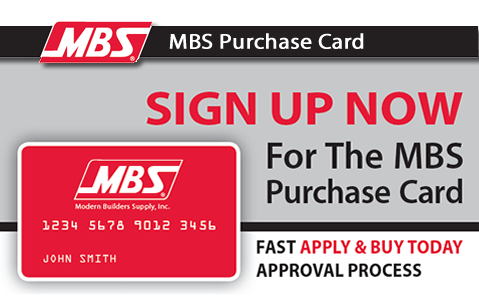 MBS® MBS Purchase Card
SIGN UP NOW
For The MBS
Purchase Card
MBS®
Modern Builders Supply, Inc.
1234 5678 9012 3456
JOHN SMITH
FAST APPLY & BUY TODAY
APPROVAL PROCESS